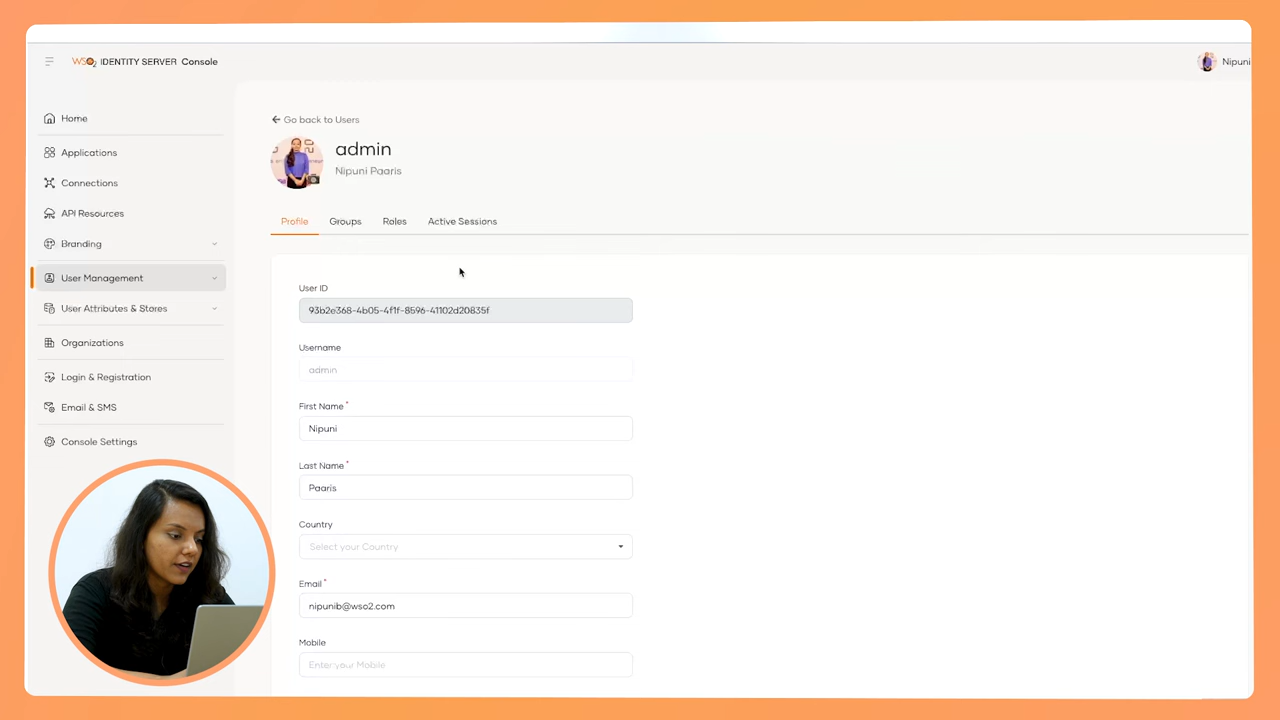 WSO2 IDENTITY SERVER Console
Nipuni
Home
Applications
Connections
API Resources
Branding
User Management
User Attributes & Stores
Organizations
Login & Registration
Email & SMS
Console Settings
Go back to Users
admin
Nipuni Paaris
Profile Groups Roles Active Sessions
User ID
93b2e368-4b05-4f1f-8596-41102d20835f
Username
admin
First Name *
Nipuni
Last Name *
Paaris
Country
Select your Country
Email *
nipunib@wso2.com
Mobile
Enter your Mobile